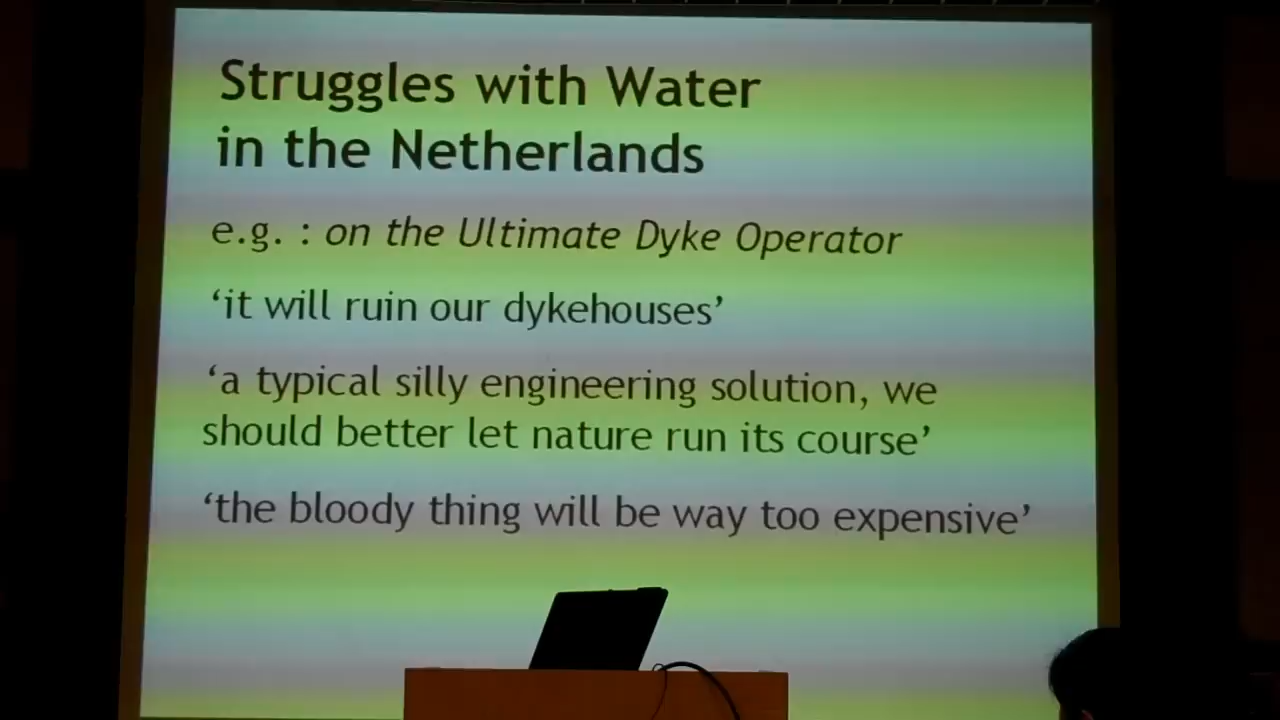 Struggles with Water
in the Netherlands
e.g. : on the Ultimate Dyke Operator
‘it will ruin our dykehouses’
‘a typical silly engineering solution, we
should better let nature run its course’
‘the bloody thing will be way too expensive’